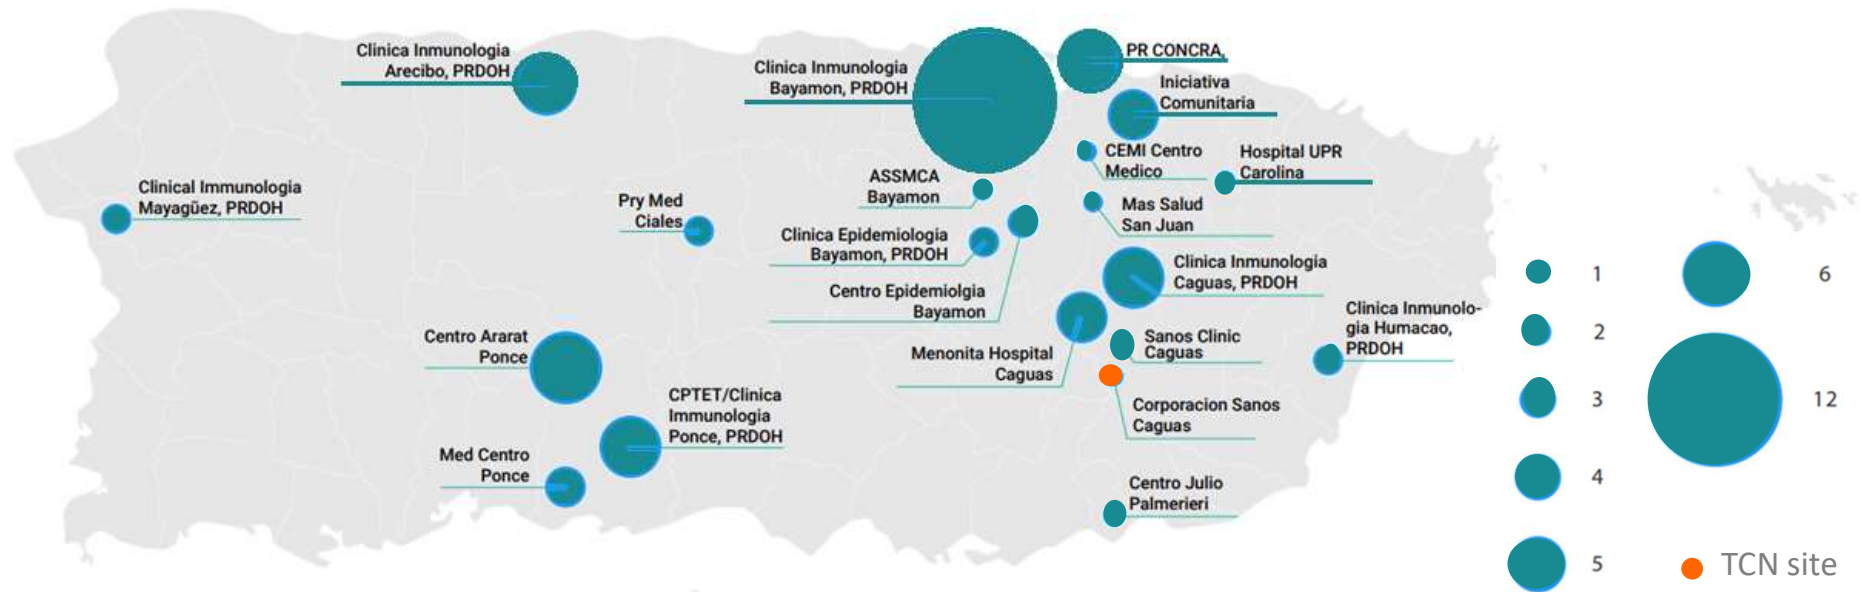 Clinica Inmunologia
Arecibo, PRDOH
Clinica Inmunologia
Bayamon, PRDOH
PR CONCRA,
Iniciativa
Comunitaria
CEMI Centro
Medico
Hospital UPR
Carolina
ASSMCA
Bayamon
Mas Salud
San Juan
Clinical Immunologia
Mayagüez, PRDOH
Pry Med
Ciales
Clinica Epidemiologia
Bayamon, PRDOH
Centro Epidemiolgia
Bayamon
Clinica Inmunologia
Caguas, PRDOH
Clinica Inmunolo-
gia Humacao,
PRDOH
Centro Ararat
Ponce
Menonita Hospital
Caguas
Sanos Clinic
Caguas
CPTET/Clinica
Immunologia
Ponce, PRDOH
Corporacion Sanos
Caguas
Med Centro
Ponce
Centro Julio
Palmerieri
1
2
3
4
5
6
12
TCN site